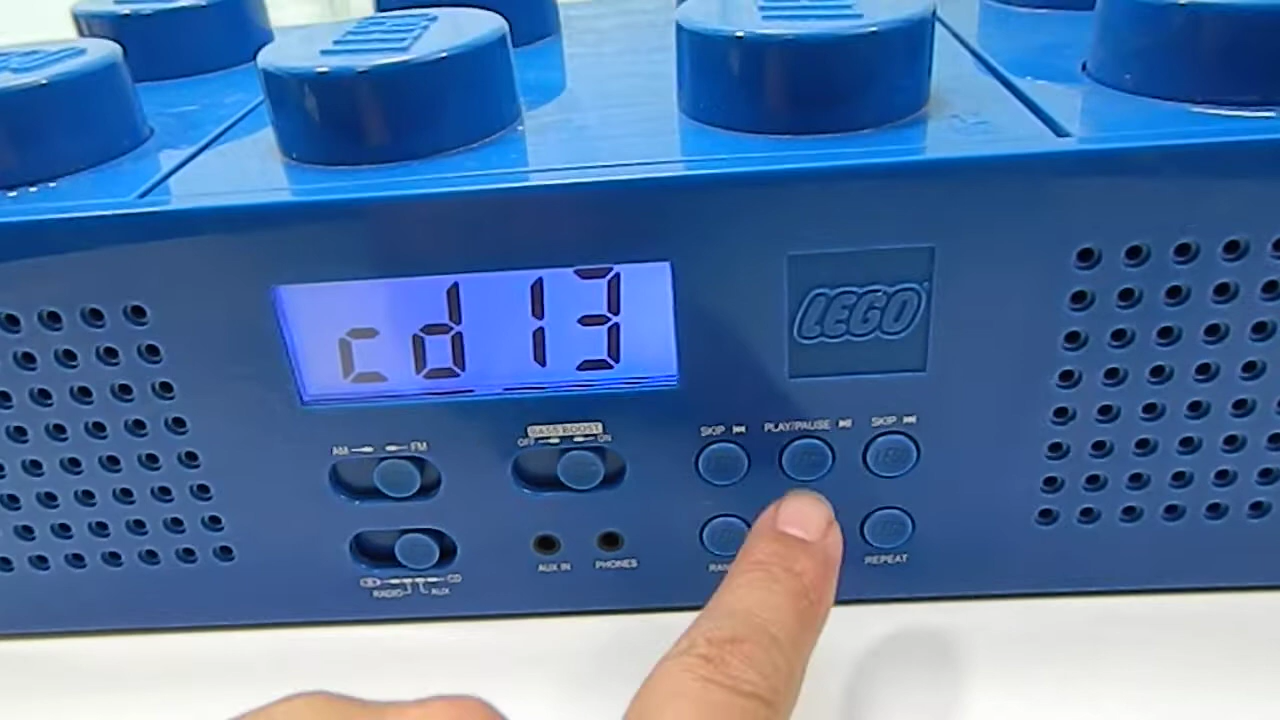 LEGO
cd 13
LEGO
AM FM
BASS BOOST
OFF ON
SKIP PLAY/PAUSE SKIP
AUX IN PHONES
REPEAT
CD
RADIO AUX